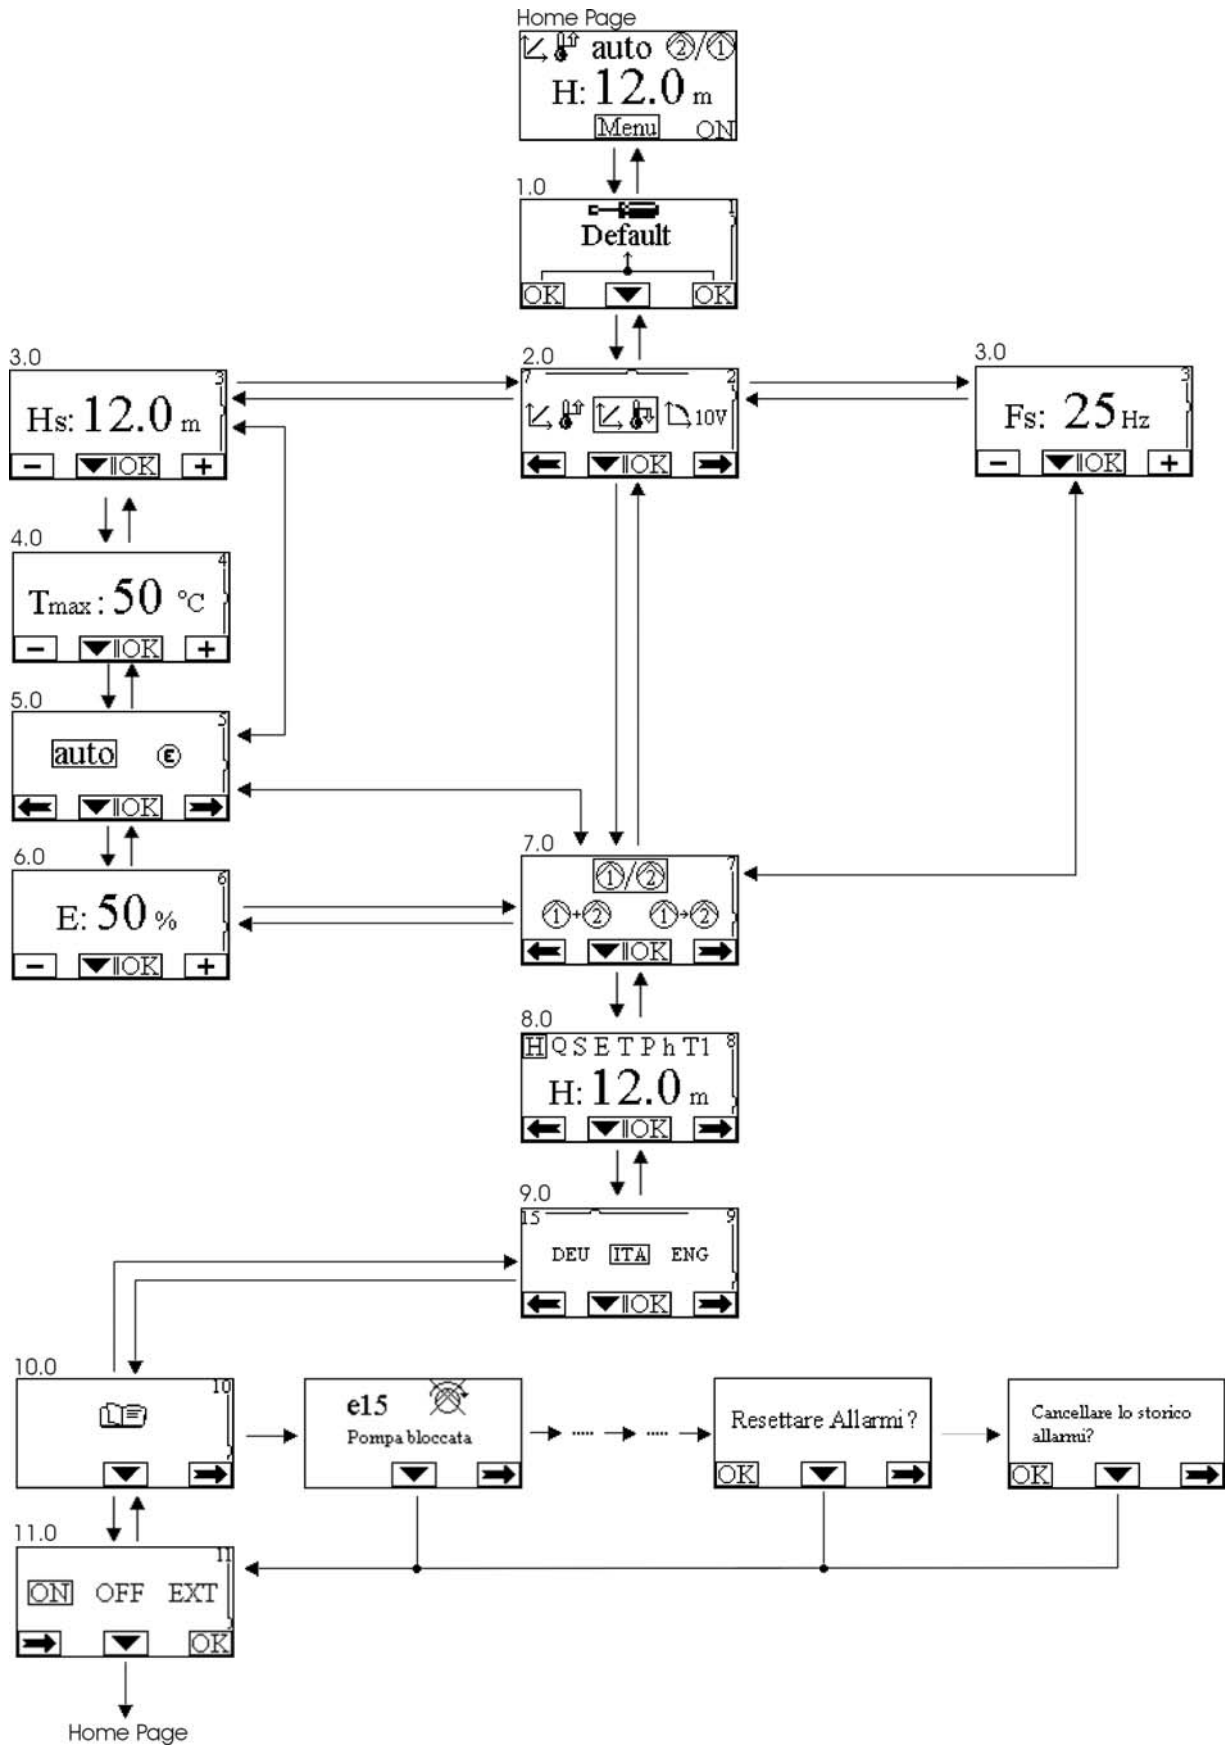 Home Page
auto 2/1
H: 12.0 m
Menu ON
1.0
1
Default
OK OK
3.0
3
Hs: 12.0 m
− ||OK +
2.0
7 2
10V
||OK
3.0
3
Fs: 25 Hz
− ||OK +
4.0
4
Tmax : 50 °C
− ||OK +
5.0
5
auto E
||OK
6.0
6
E: 50 %
− ||OK +
7.0
7
1/2
1+2 1→2
||OK
8.0
H Q S E T P h T1 8
H: 12.0 m
||OK
9.0
15 9
DEU ITA ENG
||OK
10.0
10
e15
Pompa bloccata
Resettare Allarmi?
OK
Cancellare lo storico
allarmi?
OK
11.0
11
ON OFF EXT
OK
Home Page